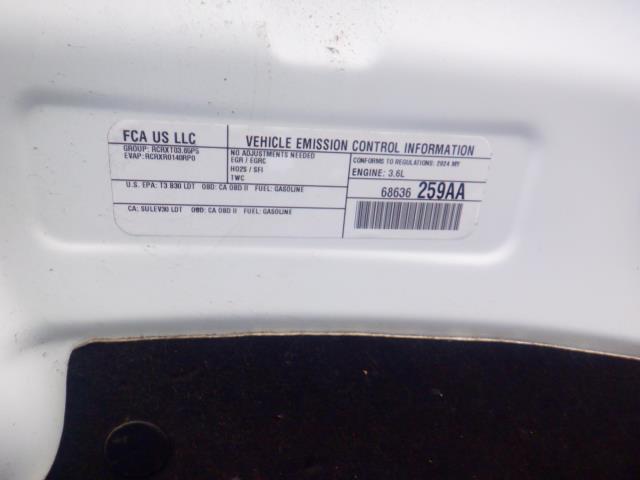 FCA US LLC
GROUP: RCRXT03.65P5
EVAP: RCRXR0140RP0
VEHICLE EMISSION CONTROL INFORMATION
NO ADJUSTMENTS NEEDED
EGR / EGRC
HO2S / SFI
TWC
CONFORMS TO REGULATIONS: 2024 MY
ENGINE: 3.6L
U.S. EPA: T3 B30 LDT OBD: CA OBD II FUEL: GASOLINE
68636 259AA
CA: SULEV30 LDT OBD: CA OBD II FUEL: GASOLINE